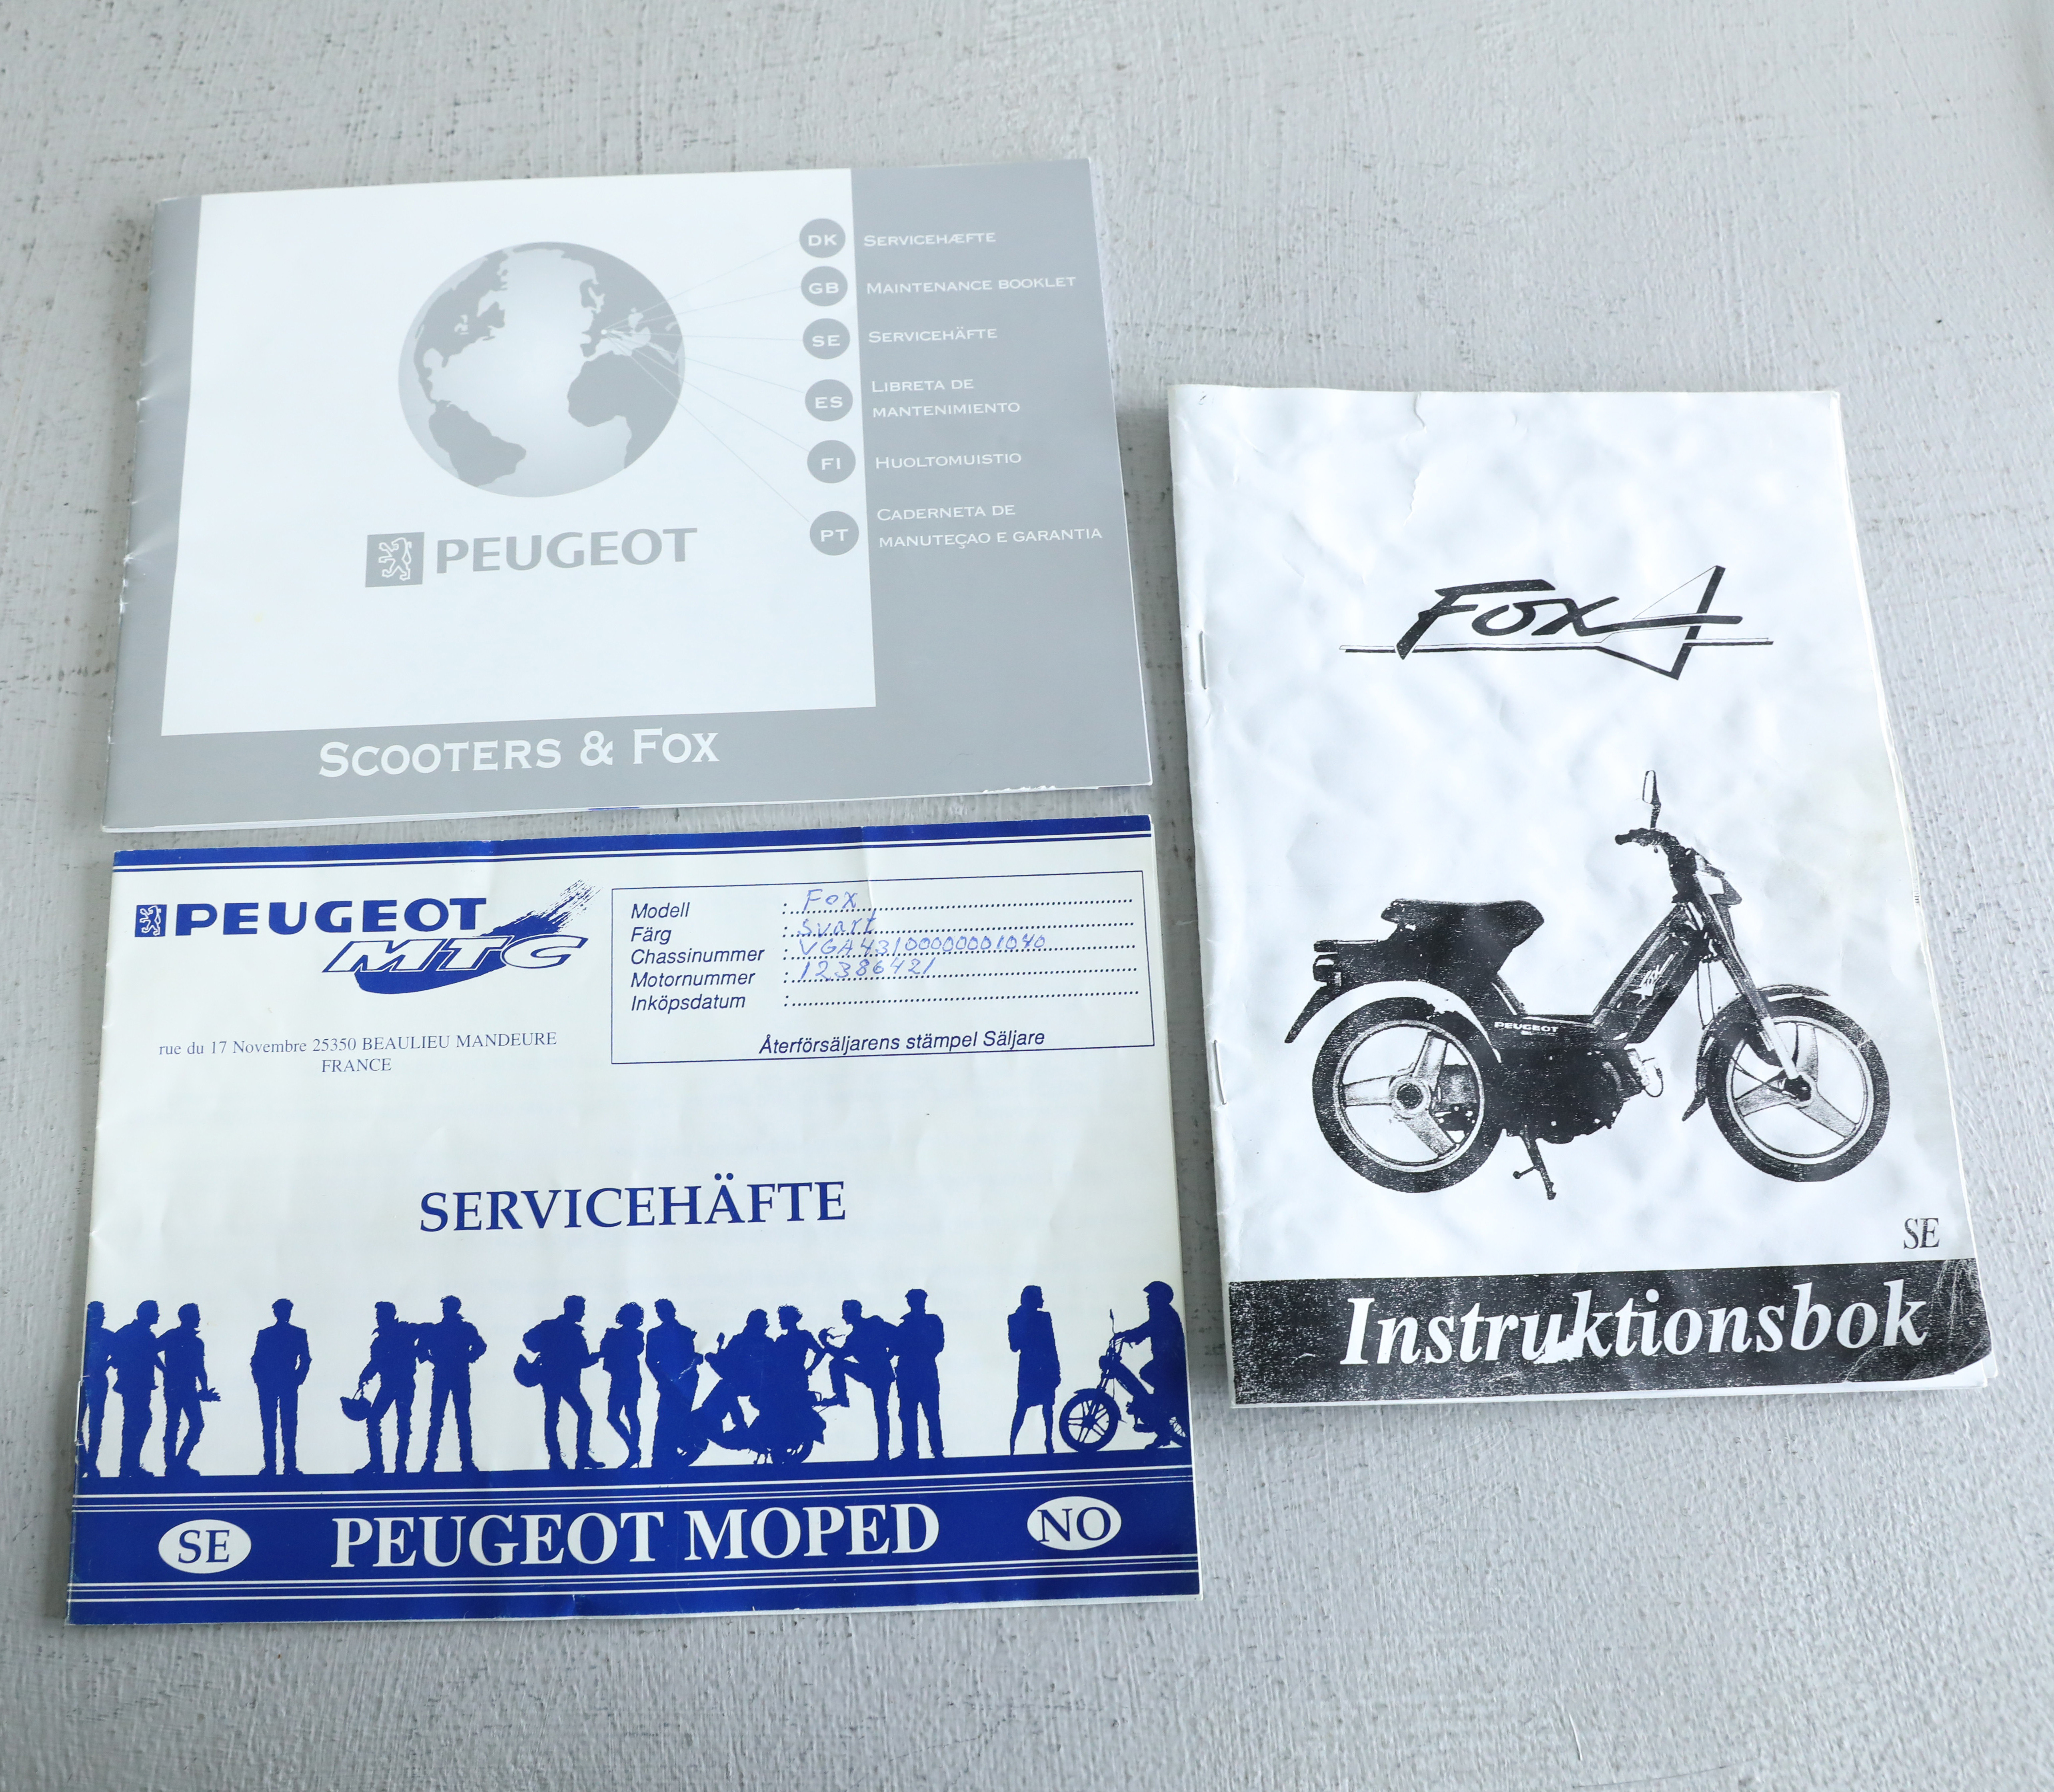 DK SERVICEHÆFTE
GB MAINTENANCE BOOKLET
SE SERVICEHÄFTE
ES LIBRETA DE
MANTENIMIENTO
FI HUOLTOMUISTIO
PT CADERNETA DE
MANUTEÇAO E GARANTIA
PEUGEOT
SCOOTERS & FOX
PEUGEOT
MTC
rue du 17 Novembre 25350 BEAULIEU MANDEURE
FRANCE
Modell : Fox
Färg : Svart
Chassinummer : VGA43100000001040
Motornummer : 12386421
Inköpsdatum :
Återförsäljarens stämpel Säljare
SERVICEHÄFTE
SE PEUGEOT MOPED NO
FOX 4
PEUGEOT
SE
Instruktionsbok